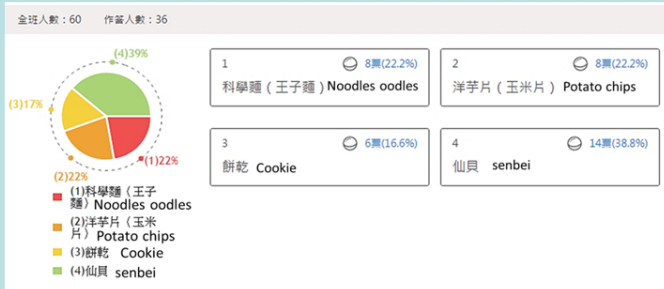 全班人數：60 作答人數：36
(4)39%
(3)17%
(1)22%
(2)22%
(1)科學麵（王子
麵）Noodles oodles
(2)洋芋片（玉米
片） Potato chips
(3)餅乾 Cookie
(4)仙貝 senbei
1 8票(22.2%)
科學麵（王子麵）Noodles oodles
2 8票(22.2%)
洋芋片（玉米片） Potato chips
3 6票(16.6%)
餅乾 Cookie
4 14票(38.8%)
仙貝 senbei